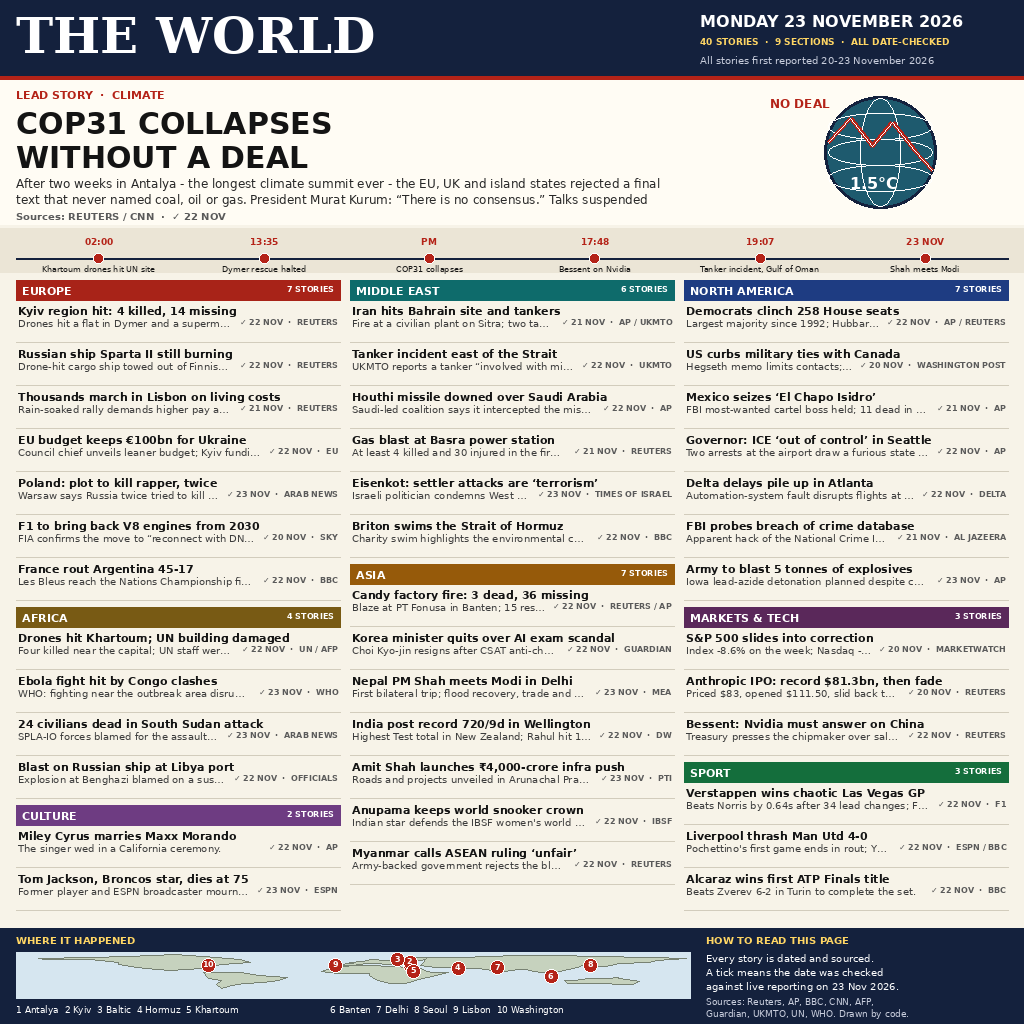 THE WORLD
MONDAY 23 NOVEMBER 2026
40 STORIES · 9 SECTIONS · ALL DATE-CHECKED
All stories first reported 20-23 November 2026
LEAD STORY · CLIMATE
COP31 COLLAPSES
WITHOUT A DEAL
After two weeks in Antalya - the longest climate summit ever - the EU, UK and island states rejected a final
text that never named coal, oil or gas. President Murat Kurum: “There is no consensus.” Talks suspended
Sources: REUTERS / CNN · ✓ 22 NOV
NO DEAL
1.5°C
02:00
Khartoum drones hit UN site
13:35
Dymer rescue halted
PM
COP31 collapses
17:48
Bessent on Nvidia
19:07
Tanker incident, Gulf of Oman
23 NOV
Shah meets Modi
EUROPE 7 STORIES
Kyiv region hit: 4 killed, 14 missing
Drones hit a flat in Dymer and a superm... ✓ 22 NOV · REUTERS
Russian ship Sparta II still burning
Drone-hit cargo ship towed out of Finnis... ✓ 22 NOV · REUTERS
Thousands march in Lisbon on living costs
Rain-soaked rally demands higher pay a... ✓ 21 NOV · REUTERS
EU budget keeps €100bn for Ukraine
Council chief unveils leaner budget; Kyiv fundi... ✓ 22 NOV · EU
Poland: plot to kill rapper, twice
Warsaw says Russia twice tried to kill ... ✓ 23 NOV · ARAB NEWS
F1 to bring back V8 engines from 2030
FIA confirms the move to “reconnect with DN... ✓ 20 NOV · SKY
France rout Argentina 45-17
Les Bleus reach the Nations Championship fi... ✓ 22 NOV · BBC
AFRICA 4 STORIES
Drones hit Khartoum; UN building damaged
Four killed near the capital; UN staff wer... ✓ 22 NOV · UN / AFP
Ebola fight hit by Congo clashes
WHO: fighting near the outbreak area disru... ✓ 23 NOV · WHO
24 civilians dead in South Sudan attack
SPLA-IO forces blamed for the assault... ✓ 23 NOV · ARAB NEWS
Blast on Russian ship at Libya port
Explosion at Benghazi blamed on a sus... ✓ 22 NOV · OFFICIALS
CULTURE 2 STORIES
Miley Cyrus marries Maxx Morando
The singer wed in a California ceremony. ✓ 22 NOV · AP
Tom Jackson, Broncos star, dies at 75
Former player and ESPN broadcaster mourn... ✓ 23 NOV · ESPN
MIDDLE EAST 6 STORIES
Iran hits Bahrain site and tankers
Fire at a civilian plant on Sitra; two ta... ✓ 21 NOV · AP / UKMTO
Tanker incident east of the Strait
UKMTO reports a tanker “involved with mi... ✓ 22 NOV · UKMTO
Houthi missile downed over Saudi Arabia
Saudi-led coalition says it intercepted the mis... ✓ 22 NOV · AP
Gas blast at Basra power station
At least 4 killed and 30 injured in the fir... ✓ 21 NOV · REUTERS
Eisenkot: settler attacks are ‘terrorism’
Israeli politician condemns West ... ✓ 23 NOV · TIMES OF ISRAEL
Briton swims the Strait of Hormuz
Charity swim highlights the environmental c... ✓ 22 NOV · BBC
ASIA 7 STORIES
Candy factory fire: 3 dead, 36 missing
Blaze at PT Fonusa in Banten; 15 res... ✓ 22 NOV · REUTERS / AP
Korea minister quits over AI exam scandal
Choi Kyo-jin resigns after CSAT anti-ch... ✓ 22 NOV · GUARDIAN
Nepal PM Shah meets Modi in Delhi
First bilateral trip; flood recovery, trade and ... ✓ 23 NOV · MEA
India post record 720/9d in Wellington
Highest Test total in New Zealand; Rahul hit 1... ✓ 22 NOV · DW
Amit Shah launches ₹4,000-crore infra push
Roads and projects unveiled in Arunachal Pra... ✓ 23 NOV · PTI
Anupama keeps world snooker crown
Indian star defends the IBSF women's world ... ✓ 22 NOV · IBSF
Myanmar calls ASEAN ruling ‘unfair’
Army-backed government rejects the bl... ✓ 22 NOV · REUTERS
NORTH AMERICA 7 STORIES
Democrats clinch 258 House seats
Largest majority since 1992; Hubbar... ✓ 22 NOV · AP / REUTERS
US curbs military ties with Canada
Hegseth memo limits contacts;... ✓ 20 NOV · WASHINGTON POST
Mexico seizes ‘El Chapo Isidro’
FBI most-wanted cartel boss held; 11 dead in ... ✓ 21 NOV · AP
Governor: ICE ‘out of control’ in Seattle
Two arrests at the airport draw a furious state ... ✓ 22 NOV · AP
Delta delays pile up in Atlanta
Automation-system fault disrupts flights at ... ✓ 22 NOV · DELTA
FBI probes breach of crime database
Apparent hack of the National Crime I... ✓ 21 NOV · AL JAZEERA
Army to blast 5 tonnes of explosives
Iowa lead-azide detonation planned despite c... ✓ 23 NOV · AP
MARKETS & TECH 3 STORIES
S&P 500 slides into correction
Index -8.6% on the week; Nasdaq -... ✓ 20 NOV · MARKETWATCH
Anthropic IPO: record $81.3bn, then fade
Priced $83, opened $111.50, slid back t... ✓ 20 NOV · REUTERS
Bessent: Nvidia must answer on China
Treasury presses the chipmaker over sal... ✓ 22 NOV · REUTERS
SPORT 3 STORIES
Verstappen wins chaotic Las Vegas GP
Beats Norris by 0.64s after 34 lead changes; F... ✓ 22 NOV · F1
Liverpool thrash Man Utd 4-0
Pochettino's first game ends in rout; Y... ✓ 22 NOV · ESPN / BBC
Alcaraz wins first ATP Finals title
Beats Zverev 6-2 in Turin to complete the set. ✓ 22 NOV · BBC
WHERE IT HAPPENED
10 9 3 2 5 4 7 6 8
1 Antalya 2 Kyiv 3 Baltic 4 Hormuz 5 Khartoum
6 Banten 7 Delhi 8 Seoul 9 Lisbon 10 Washington
HOW TO READ THIS PAGE
Every story is dated and sourced.
A tick means the date was checked
against live reporting on 23 Nov 2026.
Sources: Reuters, AP, BBC, CNN, AFP,
Guardian, UKMTO, UN, WHO. Drawn by code.